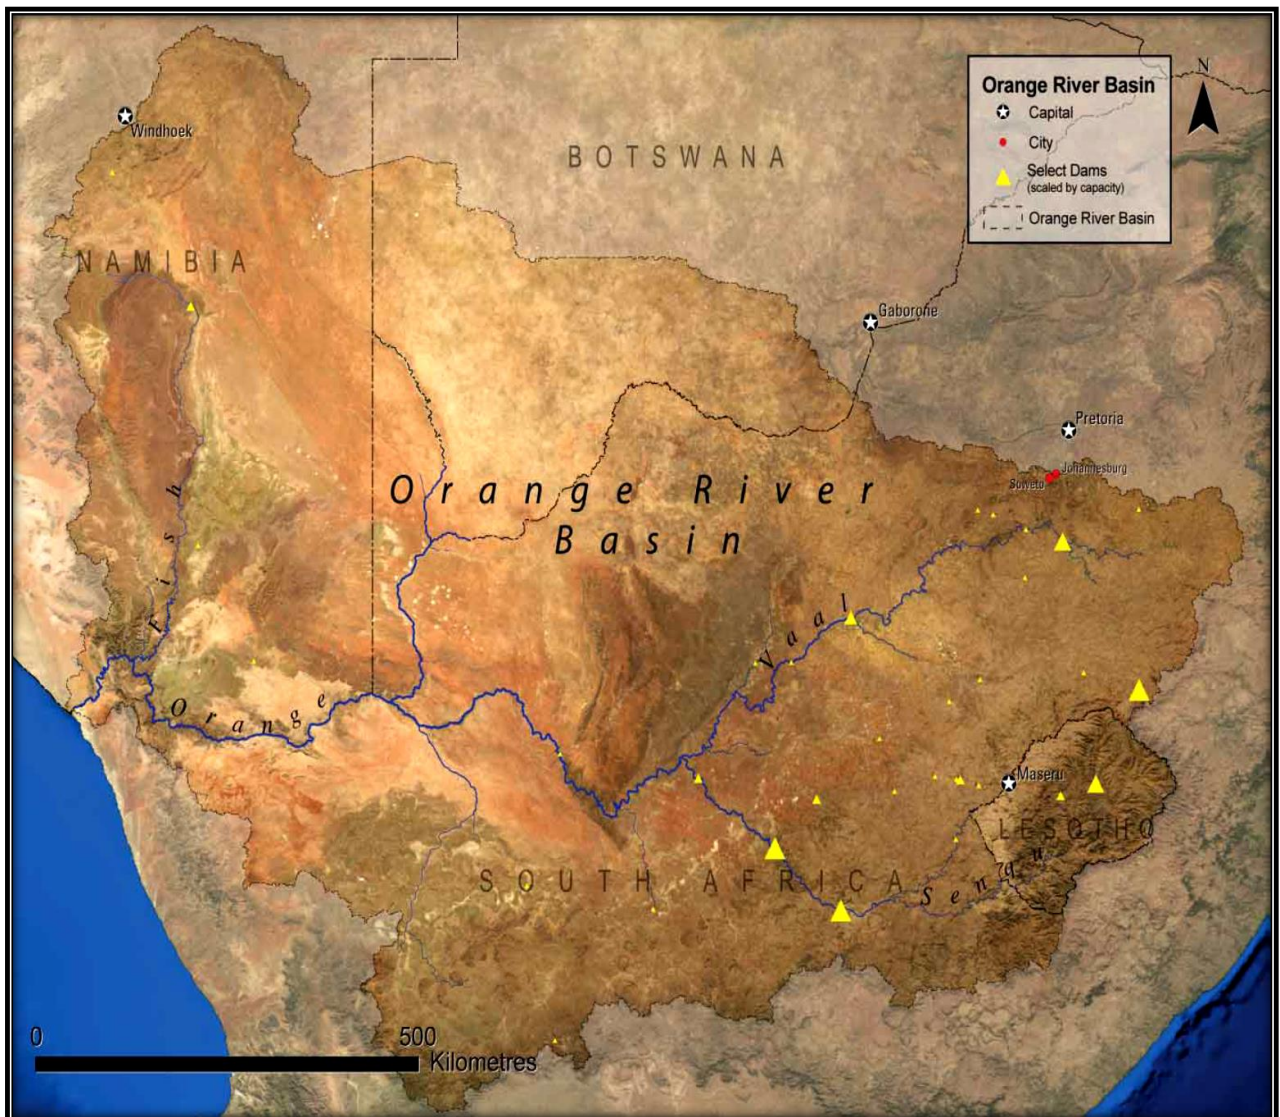 Orange River Basin
Capital
City
Select Dams
(scaled by capacity)
Orange River Basin
N
Windhoek
BOTSWANA
NAMIBIA
Gaborone
Pretoria
Johannesburg
Soweto
Orange River
Basin
Fish
Vaal
Orange
Maseru
LESOTHO
SOUTH AFRICA
Senqu
0
500
Kilometres